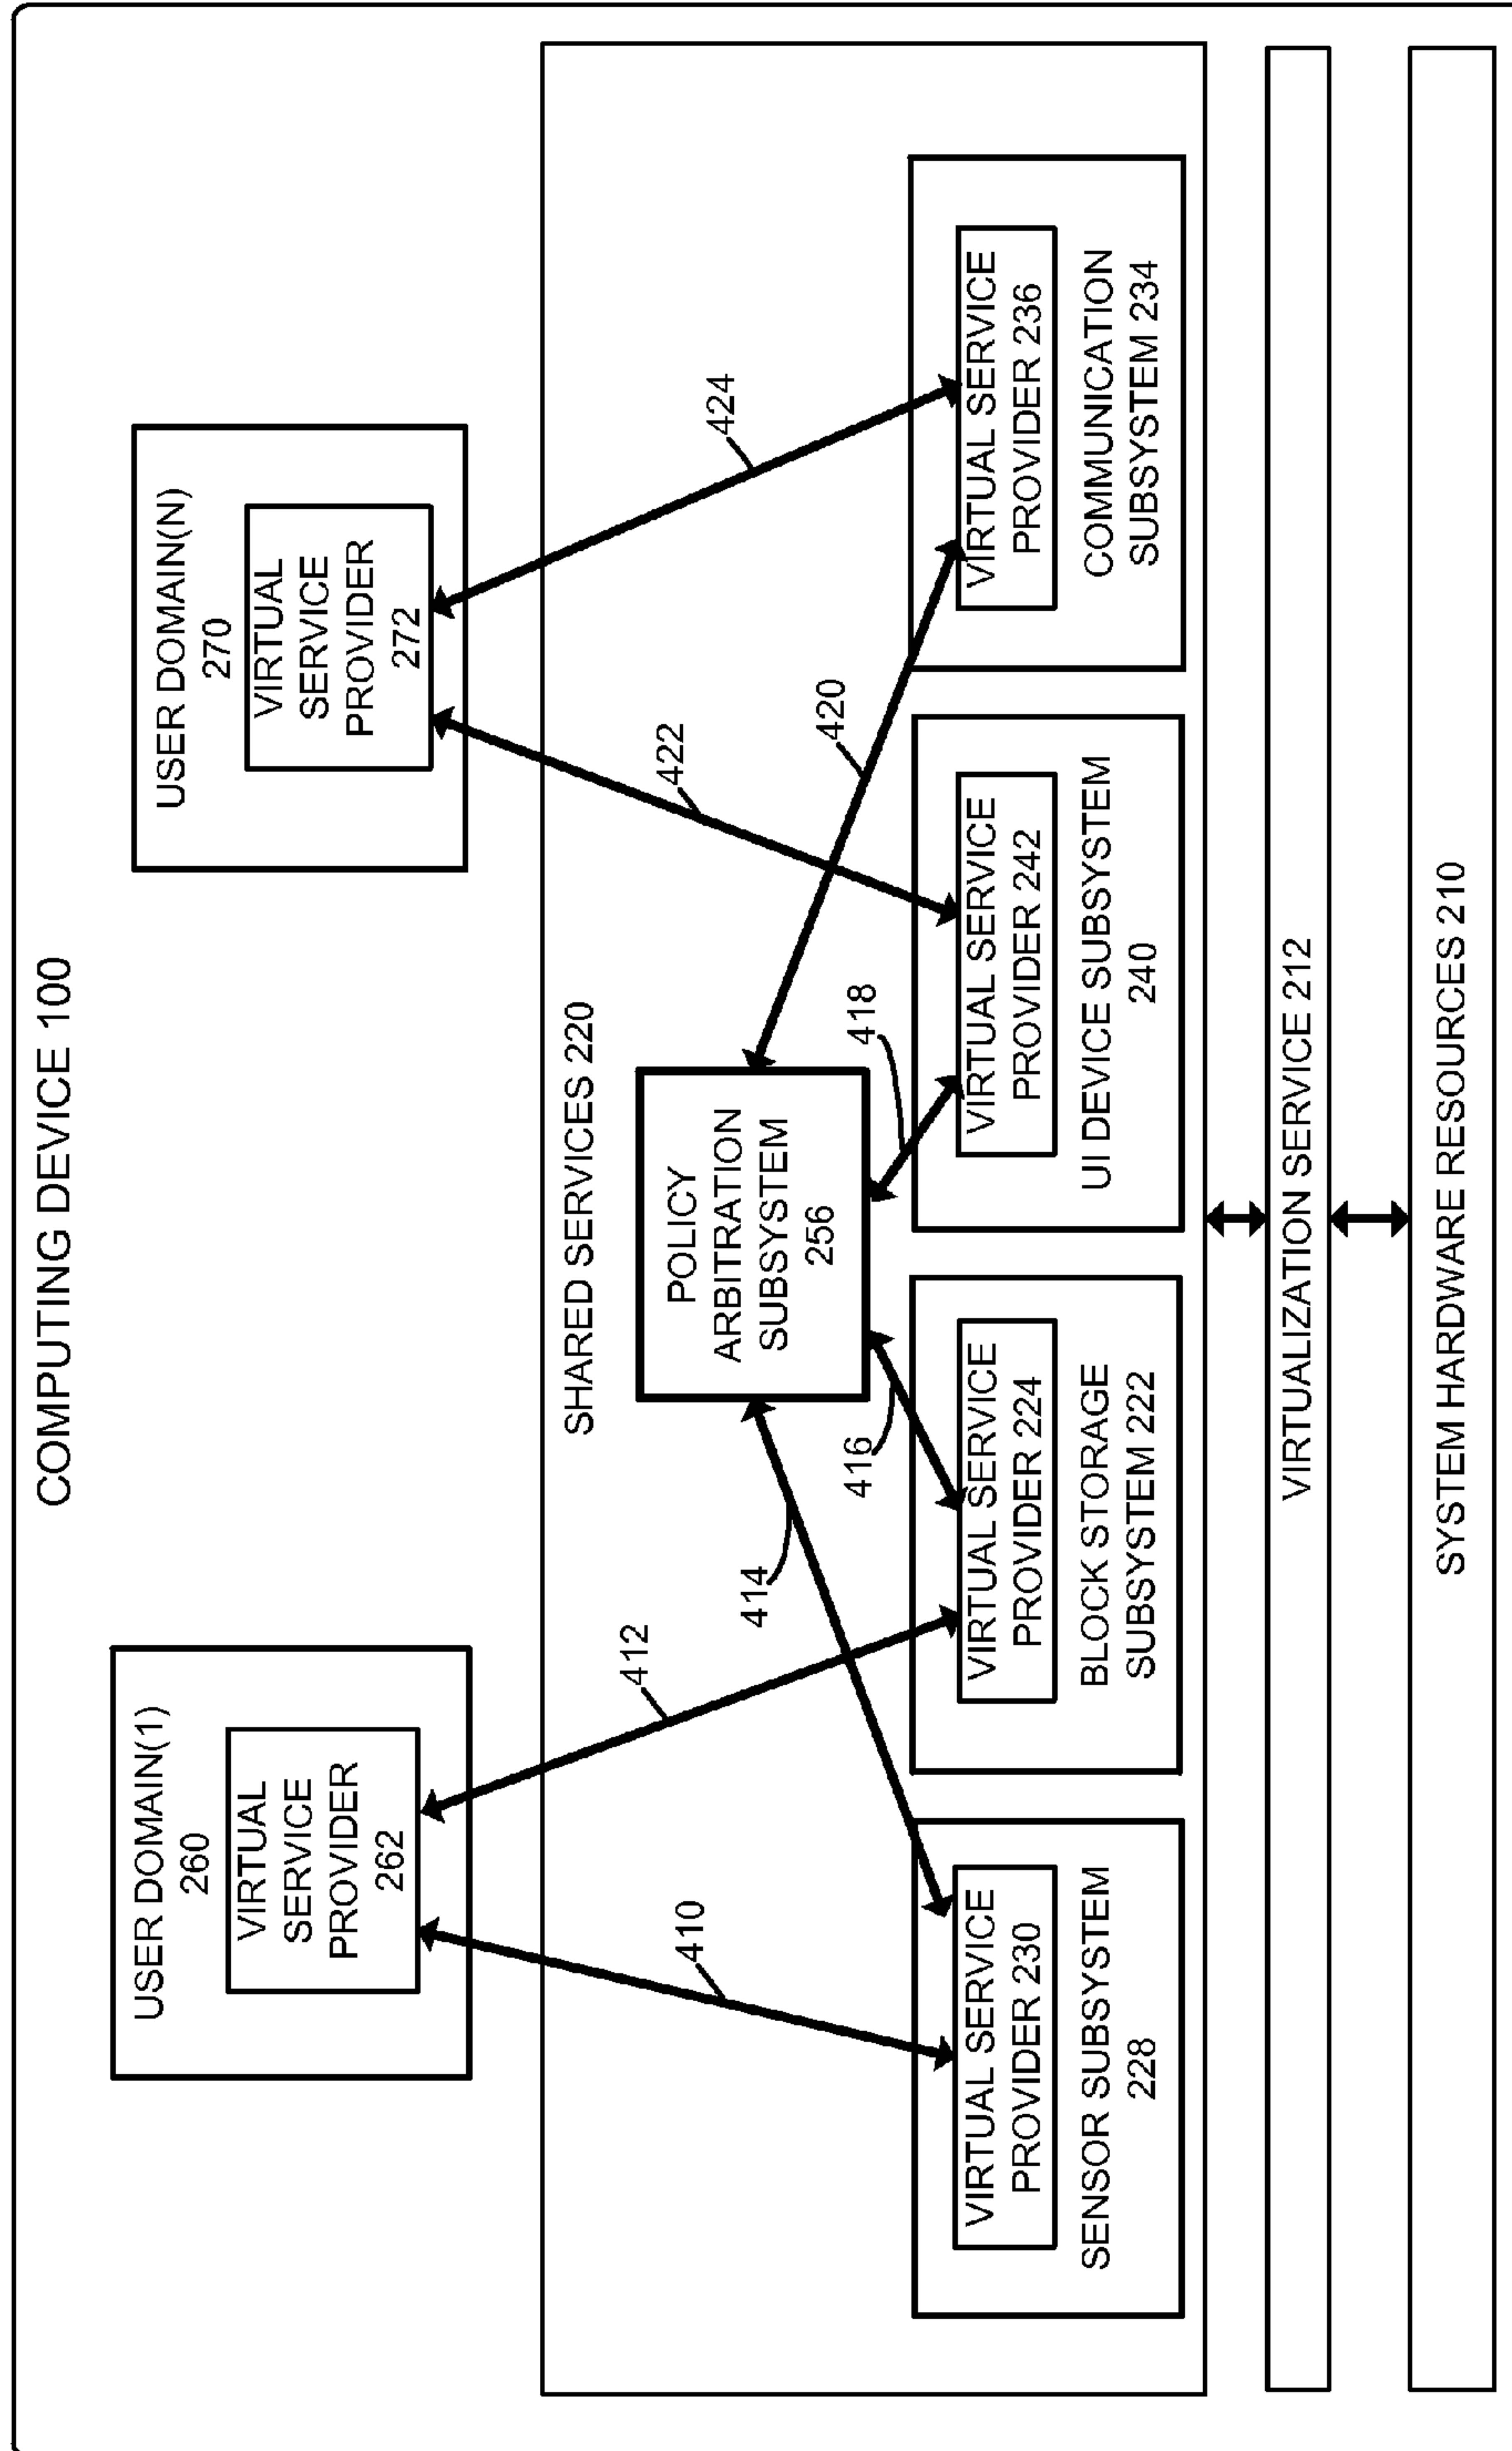 COMPUTING DEVICE 100
USER DOMAIN(1)
260
VIRTUAL
SERVICE
PROVIDER
262
USER DOMAIN(N)
270
VIRTUAL
SERVICE
PROVIDER
272
SHARED SERVICES 220
POLICY
ARBITRATION
SUBSYSTEM
256
410
412
414
416
418
420
422
424
VIRTUAL SERVICE
PROVIDER 230
SENSOR SUBSYSTEM
228
VIRTUAL SERVICE
PROVIDER 224
BLOCK STORAGE
SUBSYSTEM 222
VIRTUAL SERVICE
PROVIDER 242
UI DEVICE SUBSYSTEM
240
VIRTUAL SERVICE
PROVIDER 236
COMMUNICATION
SUBSYSTEM 234
VIRTUALIZATION SERVICE 212
SYSTEM HARDWARE RESOURCES 210